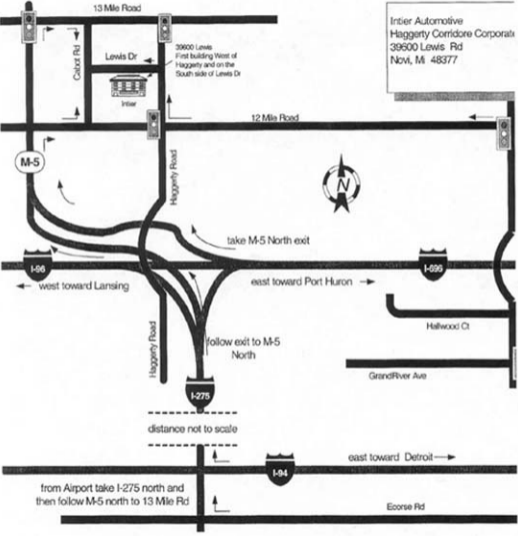 13 Mile Road
Intier Automotive
Haggerty Corridore Corporate
39600 Lewis Rd
Novi, Mi 48377
Cabot Rd
Lewis Dr
39600 Lewis
First building West of
Haggerty and on the
South side of Lewis Dr
Intier
12 Mile Road
M-5
Haggerty Road
N
take M-5 North exit
I-96
I-696
west toward Lansing
east toward Port Huron
Hallwood Ct
Haggerty Road
follow exit to M-5
North
GrandRiver Ave
I-275
distance not to scale
east toward Detroit
I-94
from Airport take I-275 north and
then follow M-5 north to 13 Mile Rd
Ecorse Rd